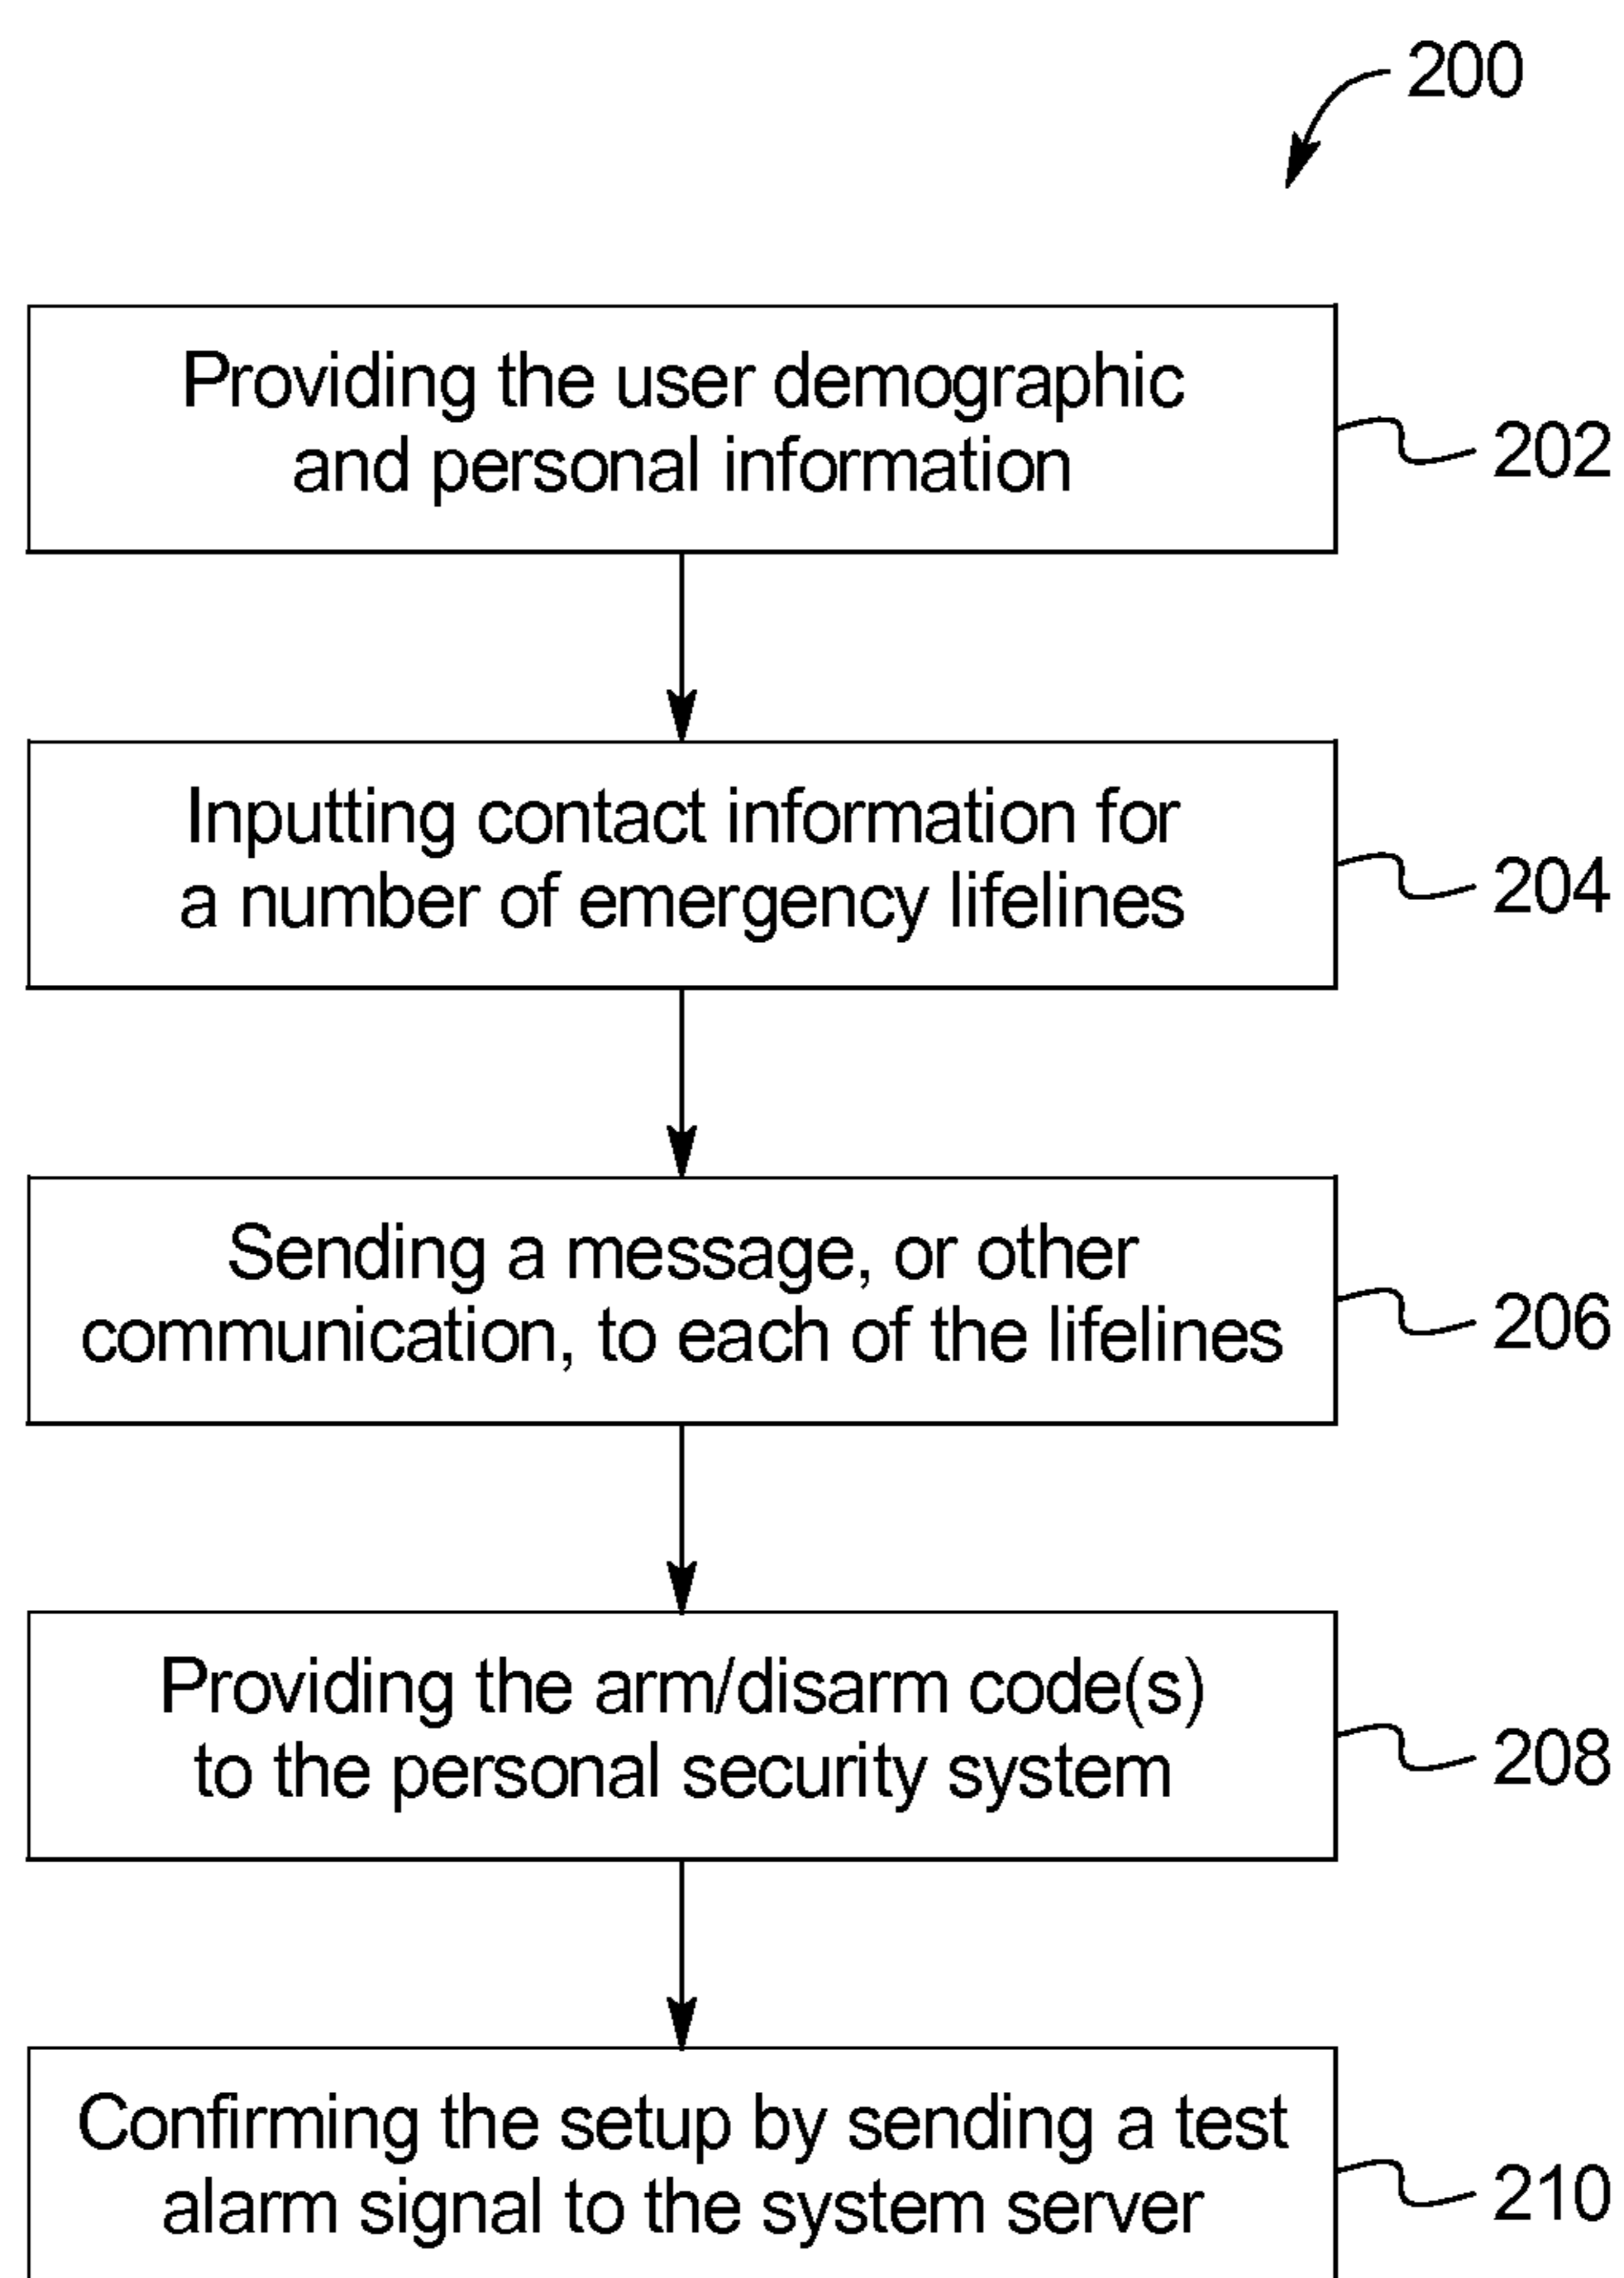 200
Providing the user demographic
and personal information
202
Inputting contact information for
a number of emergency lifelines
204
Sending a message, or other
communication, to each of the lifelines
206
Providing the arm/disarm code(s)
to the personal security system
208
Confirming the setup by sending a test
alarm signal to the system server
210